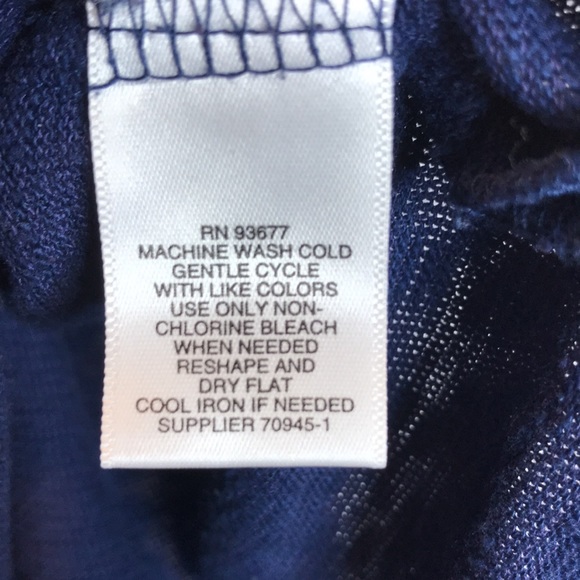 RN 93677
MACHINE WASH COLD
GENTLE CYCLE
WITH LIKE COLORS
USE ONLY NON-
CHLORINE BLEACH
WHEN NEEDED
RESHAPE AND
DRY FLAT
COOL IRON IF NEEDED
SUPPLIER 70945-1